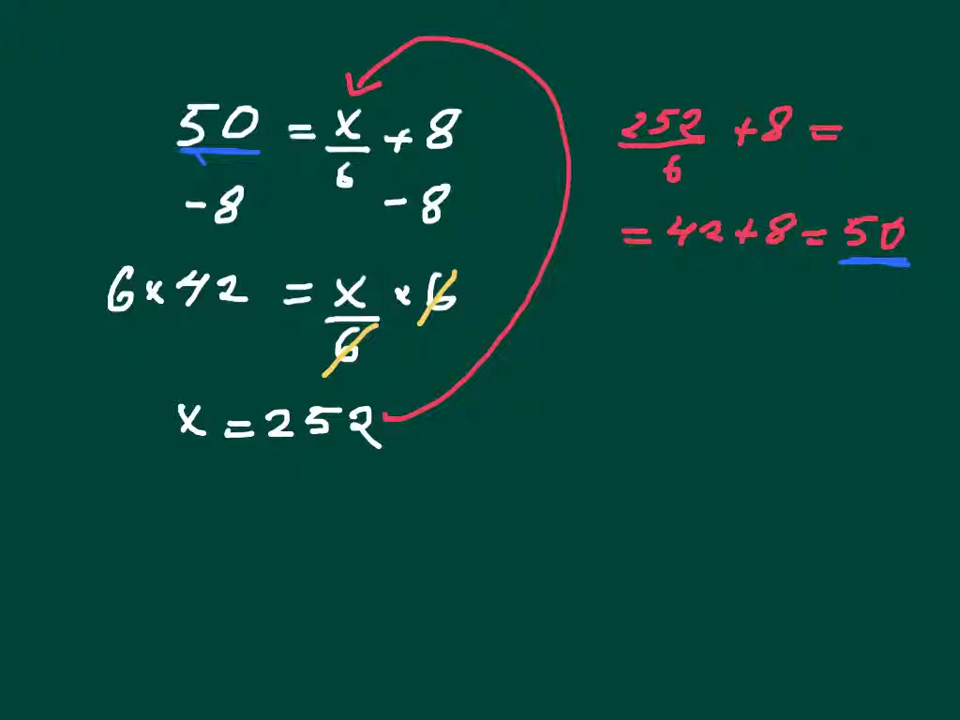 50 = x/6 + 8
-8 -8
6 × 42 = x/6 × 6
x = 252
252/6 + 8 =
= 42 + 8 = 50